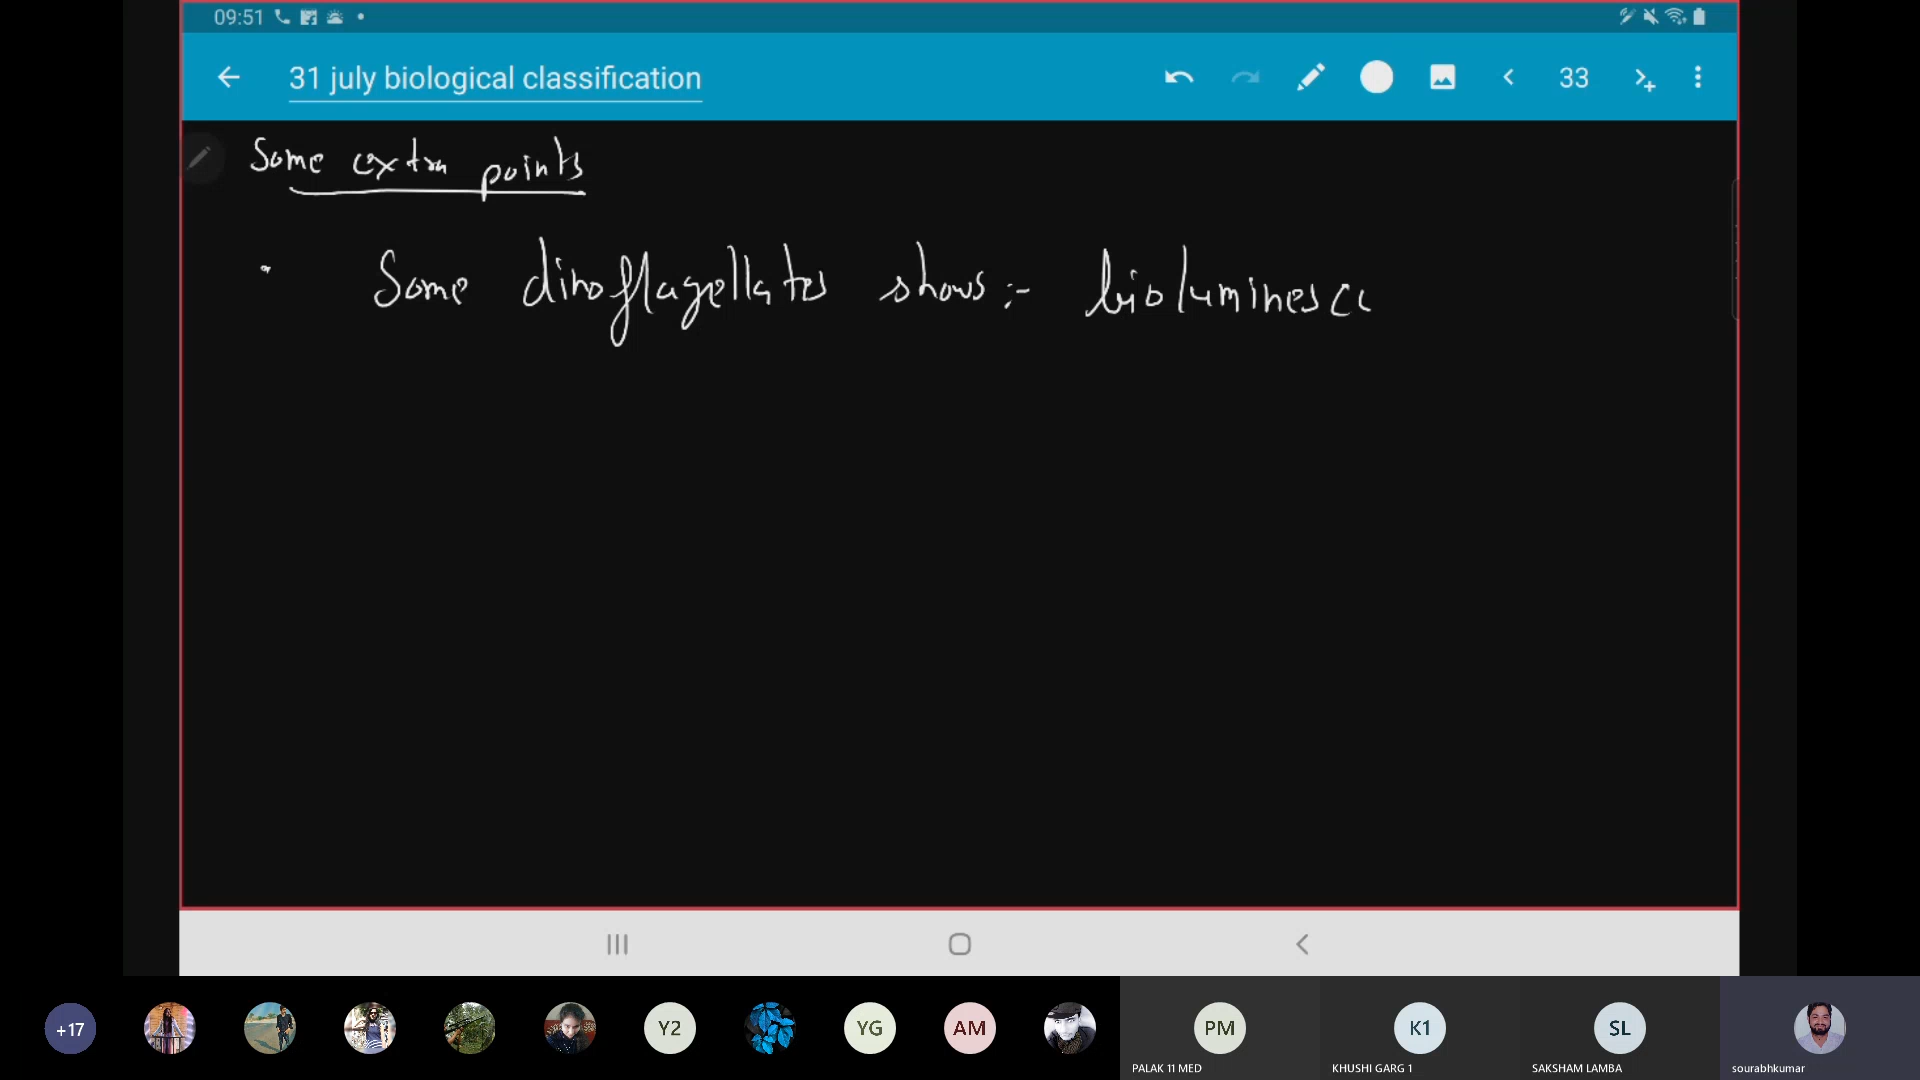 09:51
31 july biological classification
33
Some extra points
Some dinoflagellates shows :- bioluminesce
+17
Y2
YG
AM
PM
K1
SL
PALAK 11 MED
KHUSHI GARG 1
SAKSHAM LAMBA
sourabhkumar